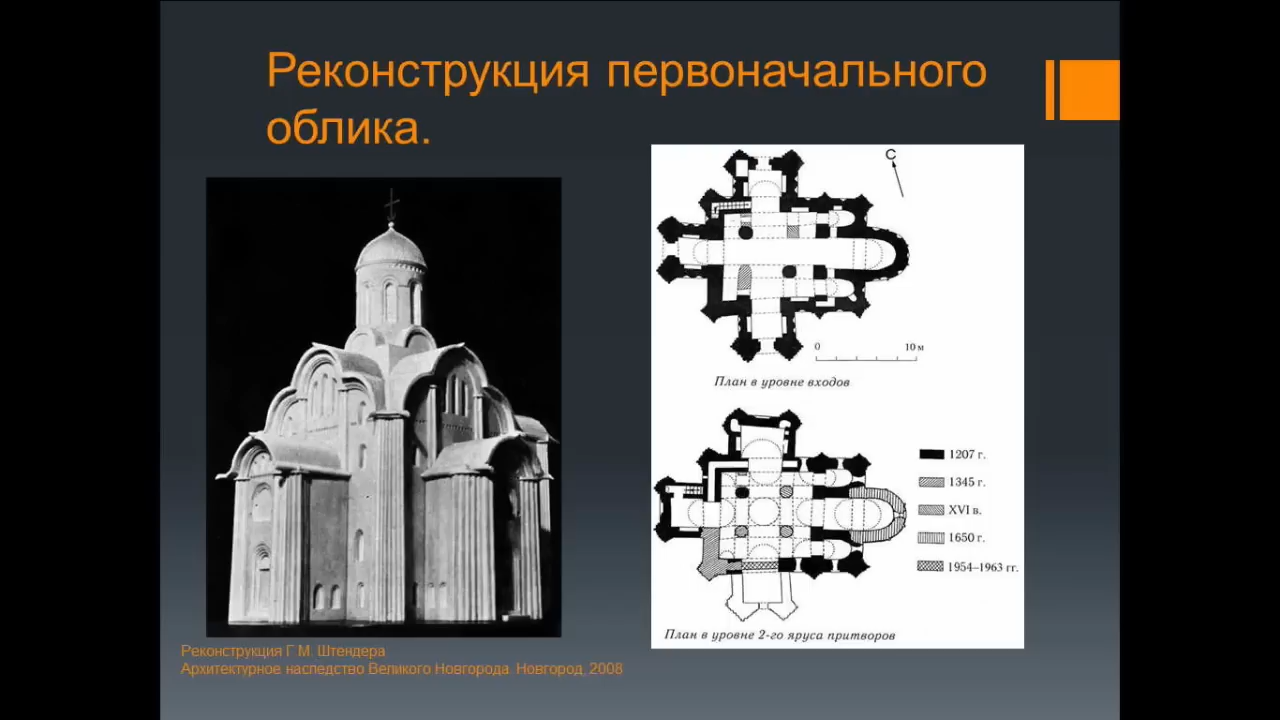 Реконструкция первоначального
облика.
С
0 10 м
План в уровне входов
1207 г.
1345 г.
XVI в.
1650 г.
1954–1963 гг.
План в уровне 2-го яруса притворов
Реконструкция Г.М. Штендера
Архитектурное наследство Великого Новгорода. Новгород, 2008